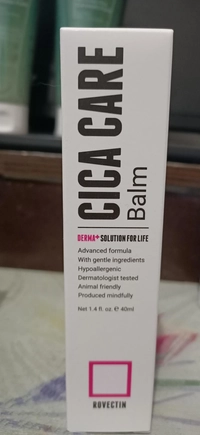 CICA CARE
Balm
DERMA+ SOLUTION FOR LIFE
Advanced formula
With gentle ingredients
Hypoallergenic
Dermatologist tested
Animal friendly
Produced mindfully
Net 1.4 fl. oz. ℮ 40ml
ROVECTIN